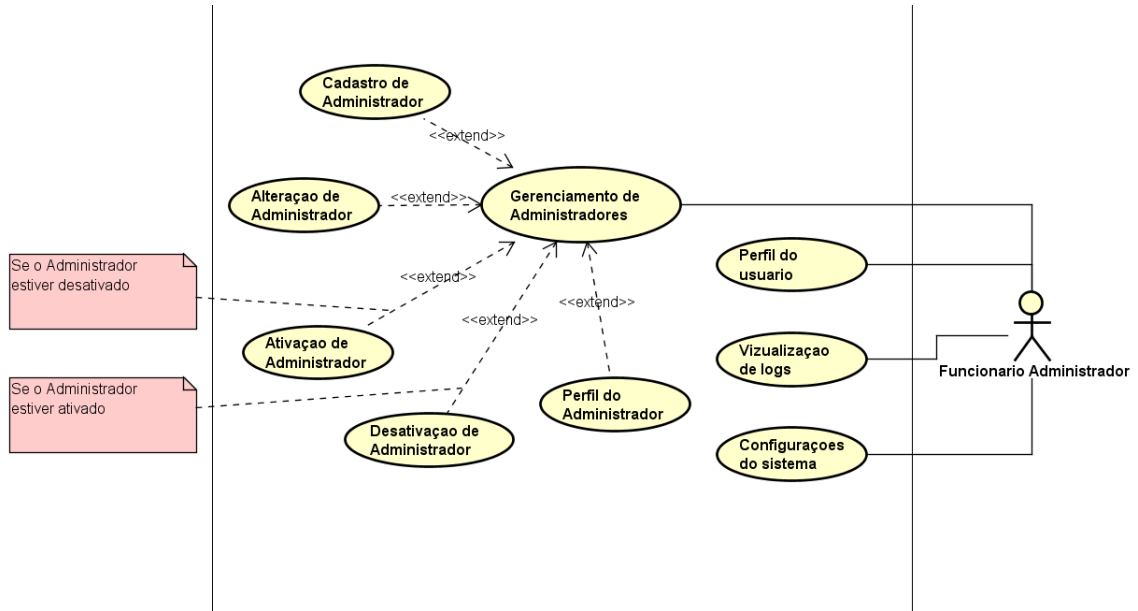 Cadastro de
Administrador
<<extend>>
Alteraçao de
Administrador
<<extend>>
Gerenciamento de
Administradores
Se o Administrador
estiver desativado
<<extend>>
Perfil do
usuario
<<extend>>
<<extend>>
Ativaçao de
Administrador
Vizualizaçao
de logs
Funcionario Administrador
Se o Administrador
estiver ativado
Perfil do
Administrador
Desativaçao de
Administrador
Configuraçoes
do sistema